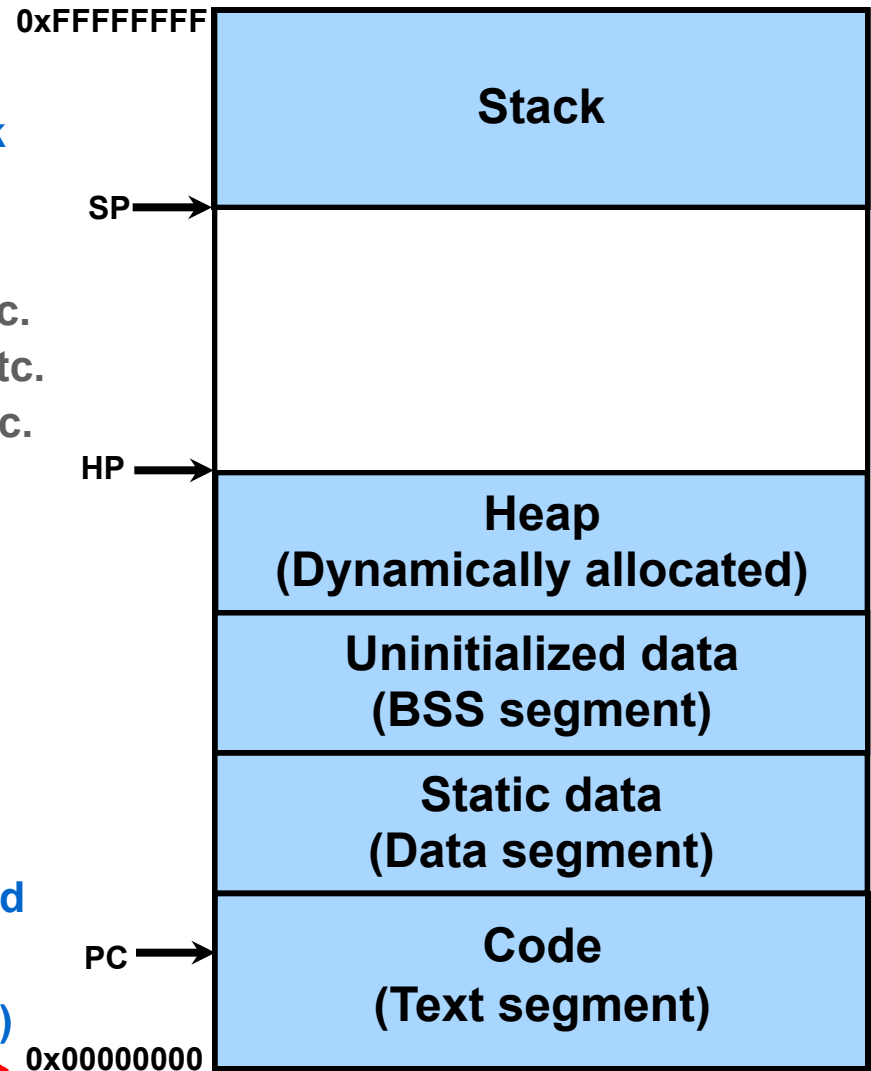 0xFFFFFFFF
Stack
k
SP
c.
tc.
c.
HP
Heap
(Dynamically allocated)
Uninitialized data
(BSS segment)
Static data
(Data segment)
d
PC
Code
(Text segment)
)
0x00000000